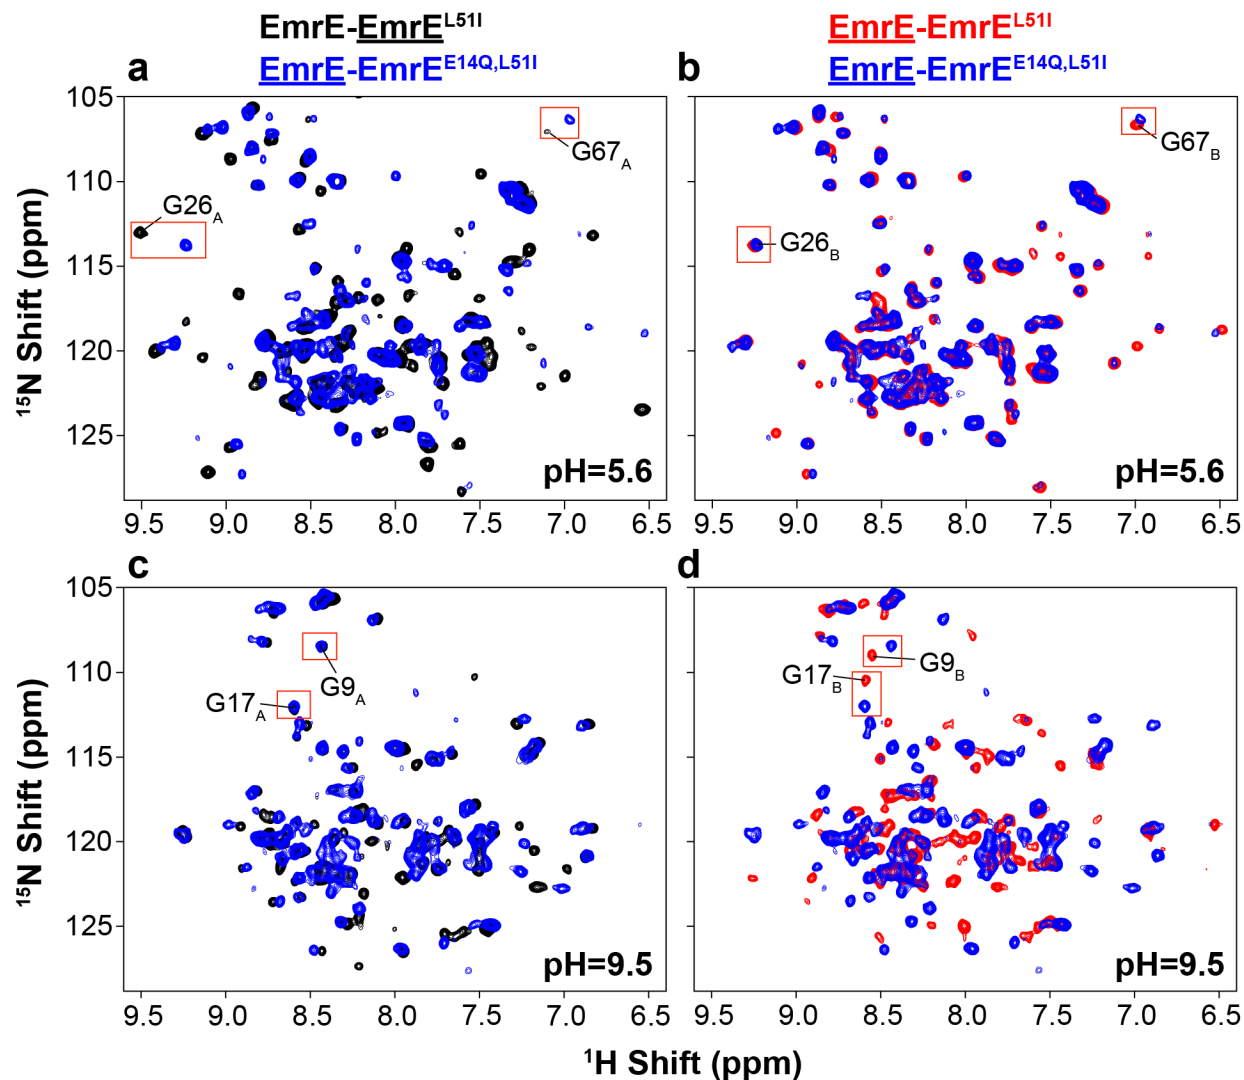 EmrE-EmrE^L51I
EmrE-EmrE^E14Q,L51I
EmrE-EmrE^L51I
EmrE-EmrE^E14Q,L51I
a
105
110
115
120
125
15N Shift (ppm)
G67A
G26A
pH=5.6
9.5 9.0 8.5 8.0 7.5 7.0 6.5
b
G67B
G26B
pH=5.6
9.5 9.0 8.5 8.0 7.5 7.0 6.5
c
105
110
115
120
125
15N Shift (ppm)
G9A
G17A
pH=9.5
9.5 9.0 8.5 8.0 7.5 7.0 6.5
d
G9B
G17B
pH=9.5
9.5 9.0 8.5 8.0 7.5 7.0 6.5
1H Shift (ppm)